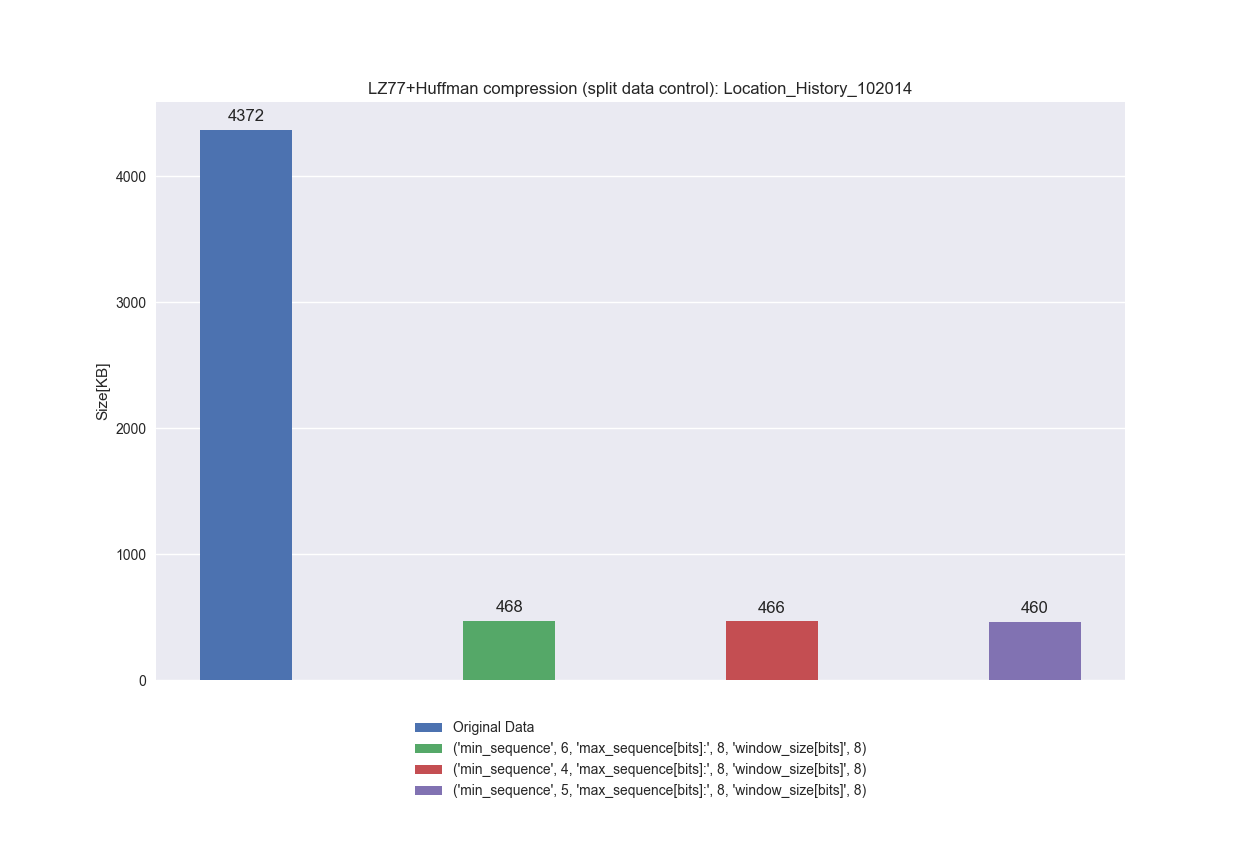 LZ77+Huffman compression (split data control): Location_History_102014
4372
4000
3000
Size[KB]
2000
1000
468
466
460
0
Original Data
('min_sequence', 6, 'max_sequence[bits]:', 8, 'window_size[bits]', 8)
('min_sequence', 4, 'max_sequence[bits]:', 8, 'window_size[bits]', 8)
('min_sequence', 5, 'max_sequence[bits]:', 8, 'window_size[bits]', 8)